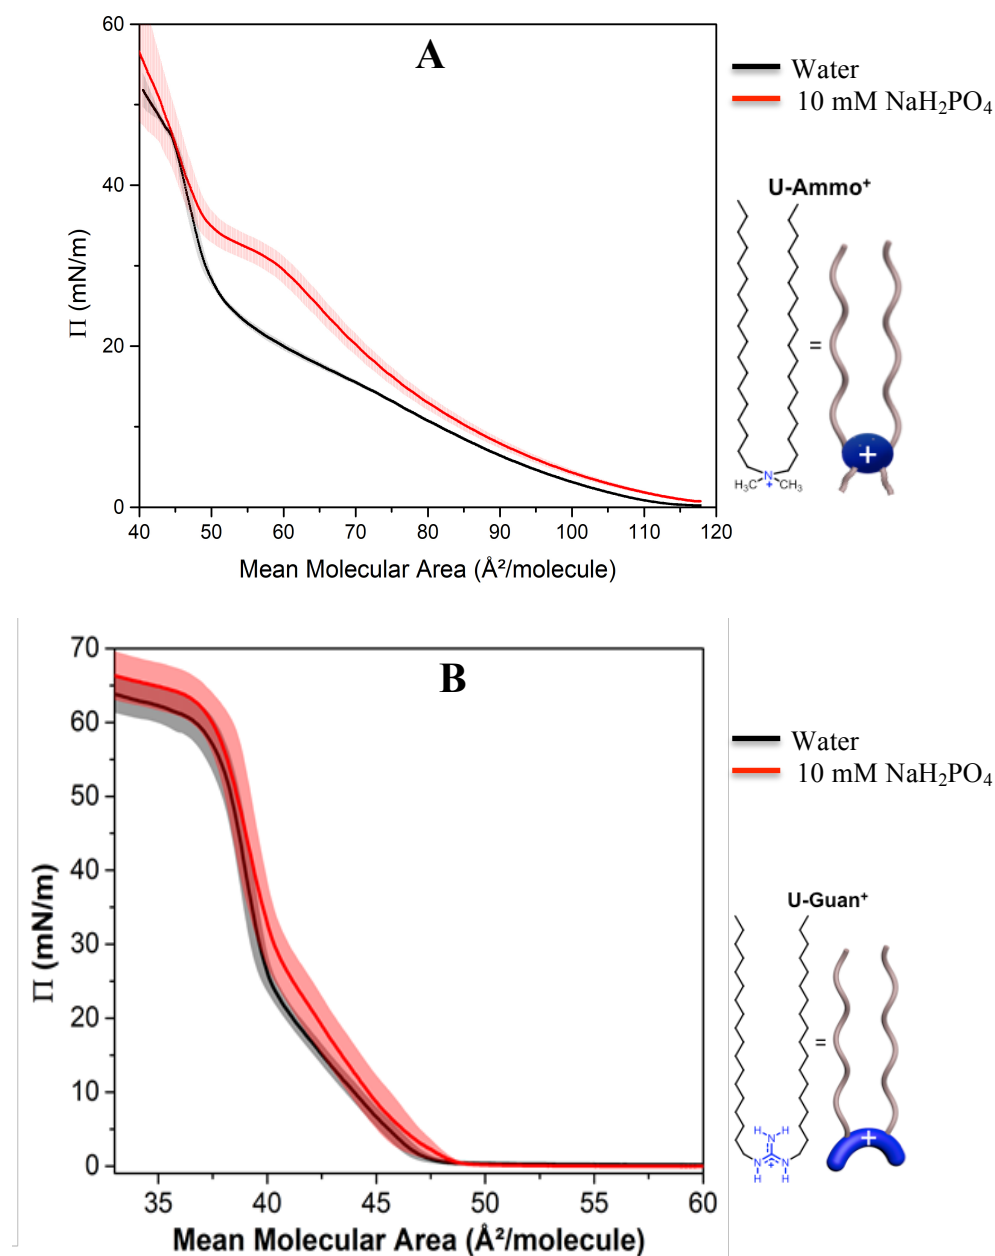 A
60
40
20
0
40 50 60 70 80 90 100 110 120
Π (mN/m)
Mean Molecular Area (Å²/molecule)
Water
10 mM NaH₂PO₄
U-Ammo⁺
=
+
N
+
H₃C CH₃
B
70
60
50
40
30
20
10
0
35 40 45 50 55 60
Π (mN/m)
Mean Molecular Area (Å²/molecule)
Water
10 mM NaH₂PO₄
U-Guan⁺
=
+
H H
N
N + N
H H